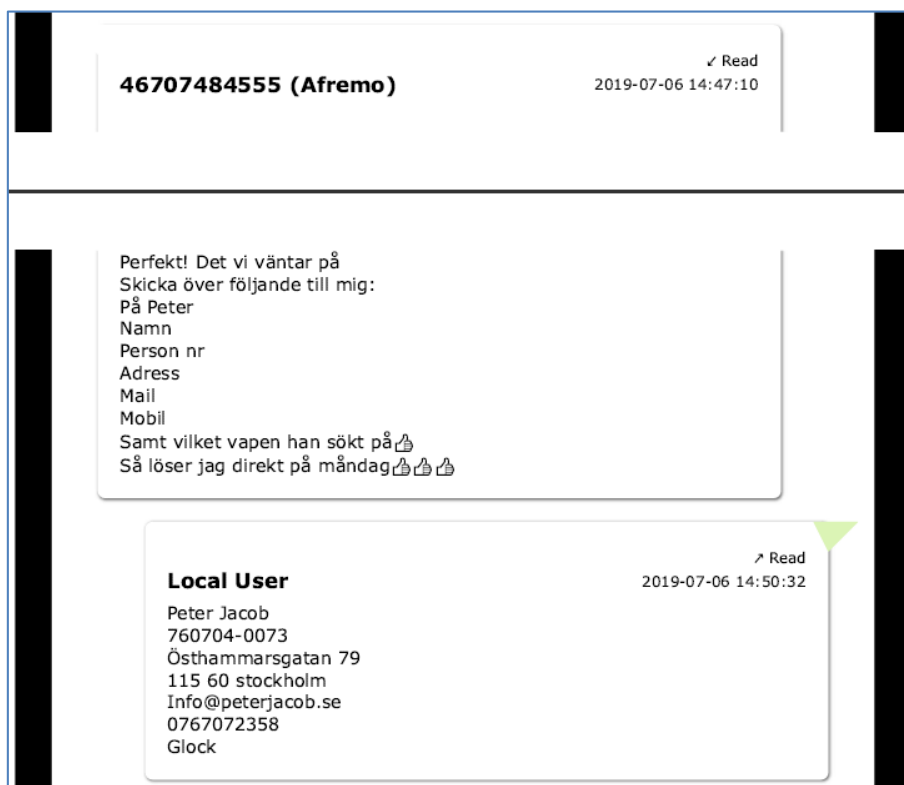 ↙ Read
46707484555 (Afremo)
2019-07-06 14:47:10
Perfekt! Det vi väntar på
Skicka över följande till mig:
På Peter
Namn
Person nr
Adress
Mail
Mobil
Samt vilket vapen han sökt på👍
Så löser jag direkt på måndag👍👍👍
↗ Read
Local User
2019-07-06 14:50:32
Peter Jacob
760704-0073
Östhammarsgatan 79
115 60 stockholm
Info@peterjacob.se
0767072358
Glock